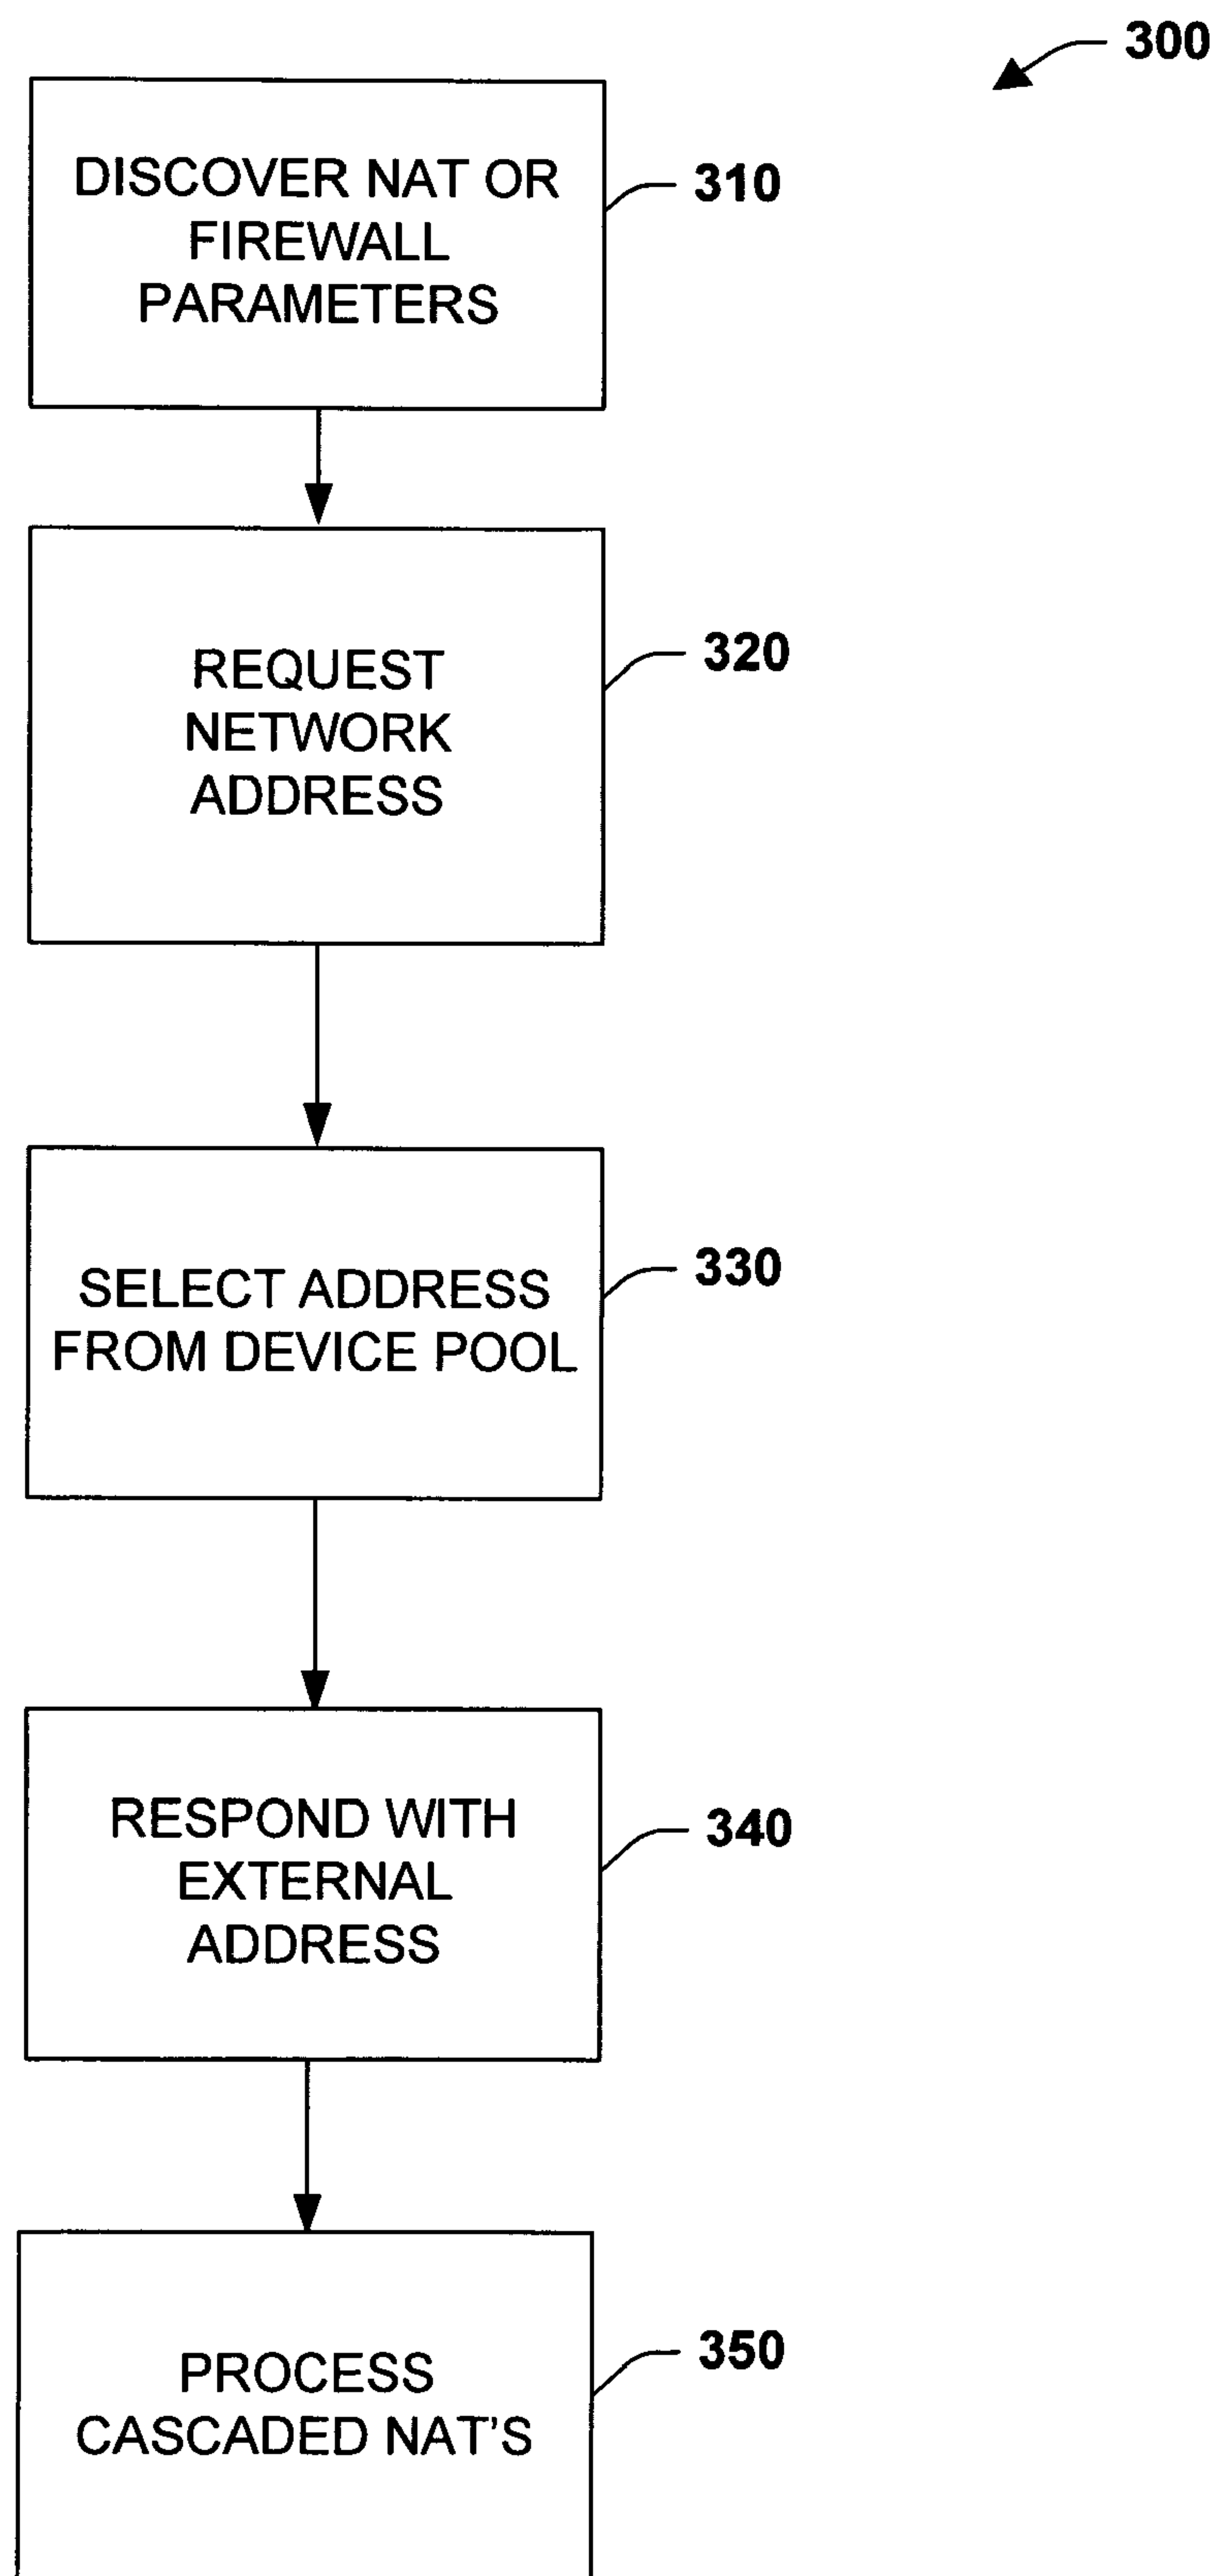 300
DISCOVER NAT OR
FIREWALL
PARAMETERS
310
REQUEST
NETWORK
ADDRESS
320
SELECT ADDRESS
FROM DEVICE POOL
330
RESPOND WITH
EXTERNAL
ADDRESS
340
PROCESS
CASCADED NAT'S
350